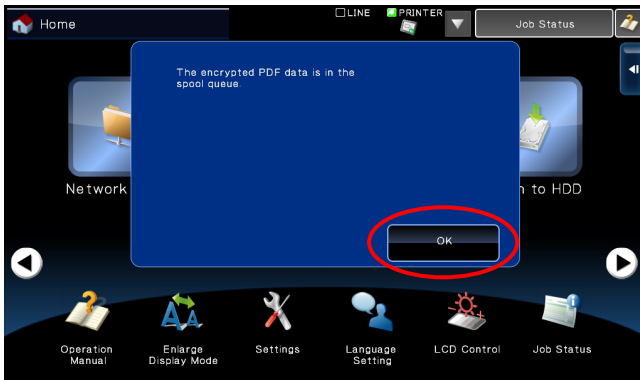 Home
LINE
PRINTER
Job Status
The encrypted PDF data is in the
spool queue.
Network
n to HDD
OK
Operation
Manual
Enlarge
Display Mode
Settings
Language
Setting
LCD Control
Job Status